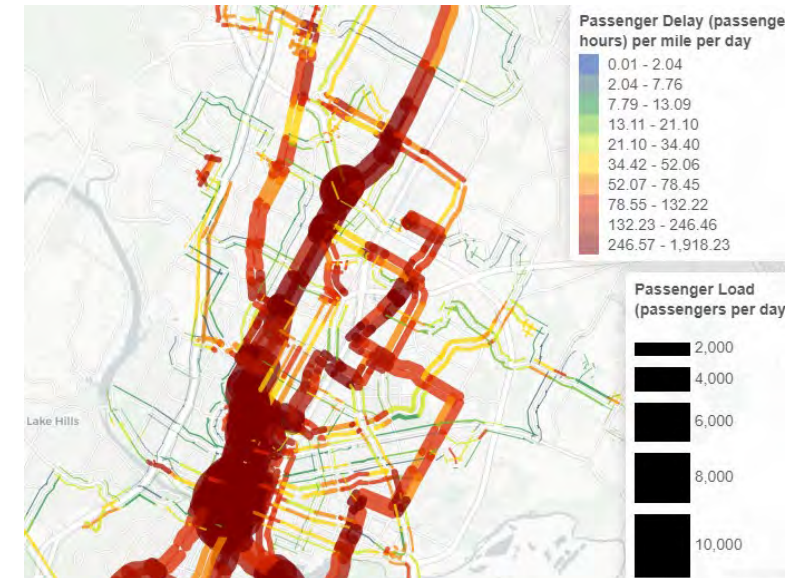 Passenger Delay (passenge
hours) per mile per day
0.01 - 2.04
2.04 - 7.76
7.79 - 13.09
13.11 - 21.10
21.10 - 34.40
34.42 - 52.06
52.07 - 78.45
78.55 - 132.22
132.23 - 246.46
246.57 - 1,918.23
Passenger Load
(passengers per day
2,000
4,000
6,000
8,000
10,000
Lake Hills